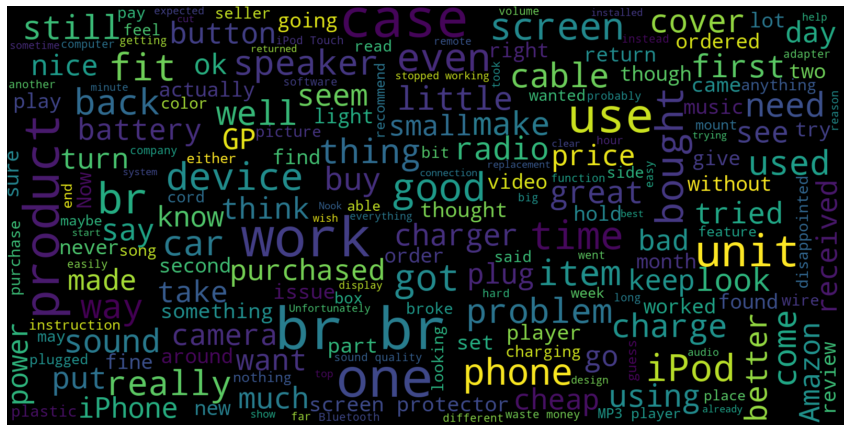 still
pay
seller
feel
going
cover
lot
day
button
case
screen
volume
cut
expected
installed
help
sometime
computer
getting
iPod Touch
remote
instead
adapter
returned
read
software
took
probably
ordered
another
nice
fit
ok
speaker
even
right
return
first
two
minute
actually
stopped working
cable
though
came
anything
play
color
back
seem
little
wanted
music
need
mount
reason
well
light
recommend
use
bought
see
try
trying
battery
GP
picture
smallmake
bit
radio
price
give
clear
hour
sure
turn
company
either
find
thing
side
used
system
device
buy
replacement
connection
function
easy
product
end
Now
br
cord
Nook
able
good
video
great
without
know
think
everything
thought
big
hold
best
tried
feature
disappointed
maybe
start
say
car
wish
work
charger
time
bad
unit
received
purchase
never
song
said
went
easily
second
purchased
order
got
plug
item
month
keep
look
made
way
take
issue
box
display
hard
week
long
found
wire
something
Unfortunately
broke
problem
worked
power
instruction
may
sound
camera
br br
part
looking
set
player
charge
better
come
Amazon
review
plugged
fine
around
want
sound quality
one
phone
charging
go
guess
audio
iPod
put
really
nothing
top
design
cheap
using
place
already
plastic
iPhone
new
much
screen protector
waste money
MP3 player
show
far
Bluetooth
different